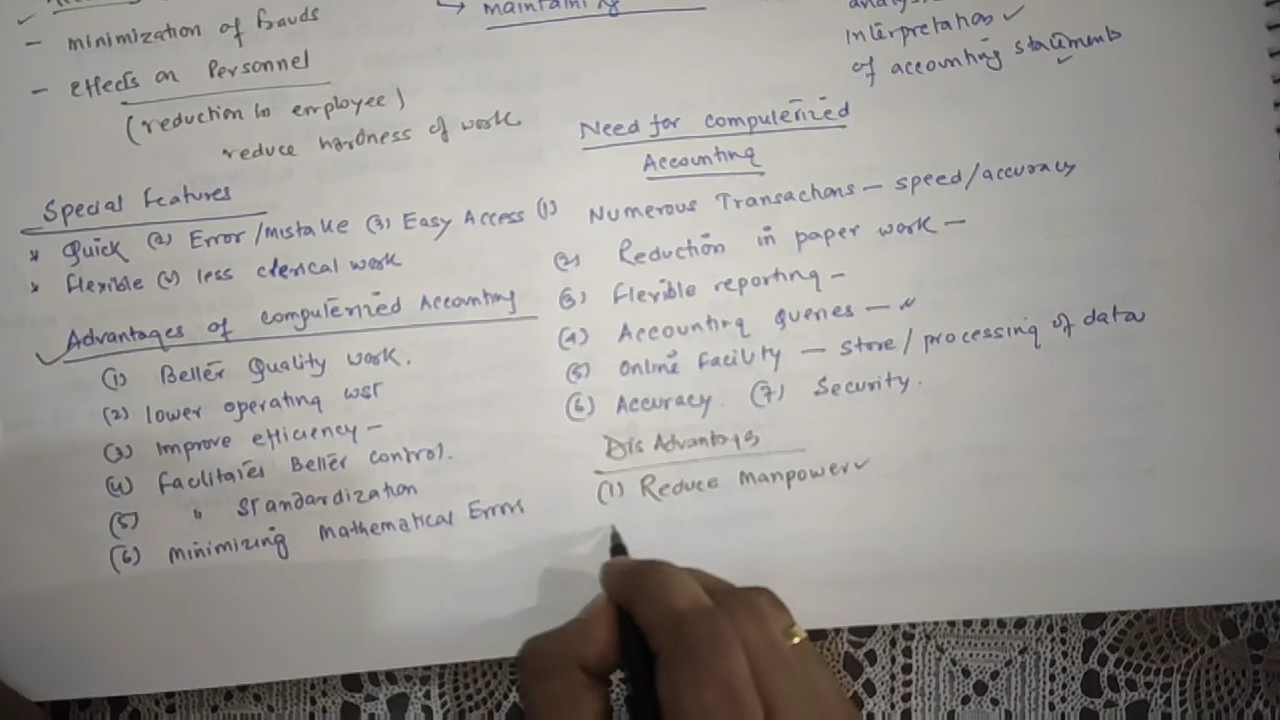 - minimization of frauds
- effects on Personnel
(reduction in employee)
reduce hardness of work
Special Features
* Quick (2) Error/Mistake (3) Easy Access
* Flexible (4) less clerical work
Advantages of computerized Accounting
(1) Better Quality work.
(2) lower operating cost
(3) Improve efficiency -
(4) Facilitates Better control.
(5) " Standardization
(6) Minimizing Mathematical Errors
→ maintaining
Interpretation ✓
of accounting statements
Need for computerized
Accounting
(1) Numerous Transactions - speed/accuracy
(2) Reduction in paper work -
(3) Flexible reporting -
(4) Accounting queries - "
(5) Online Facility - store/processing of data
(6) Accuracy. (7) Security.
DisAdvantages
(1) Reduce Manpower ✓